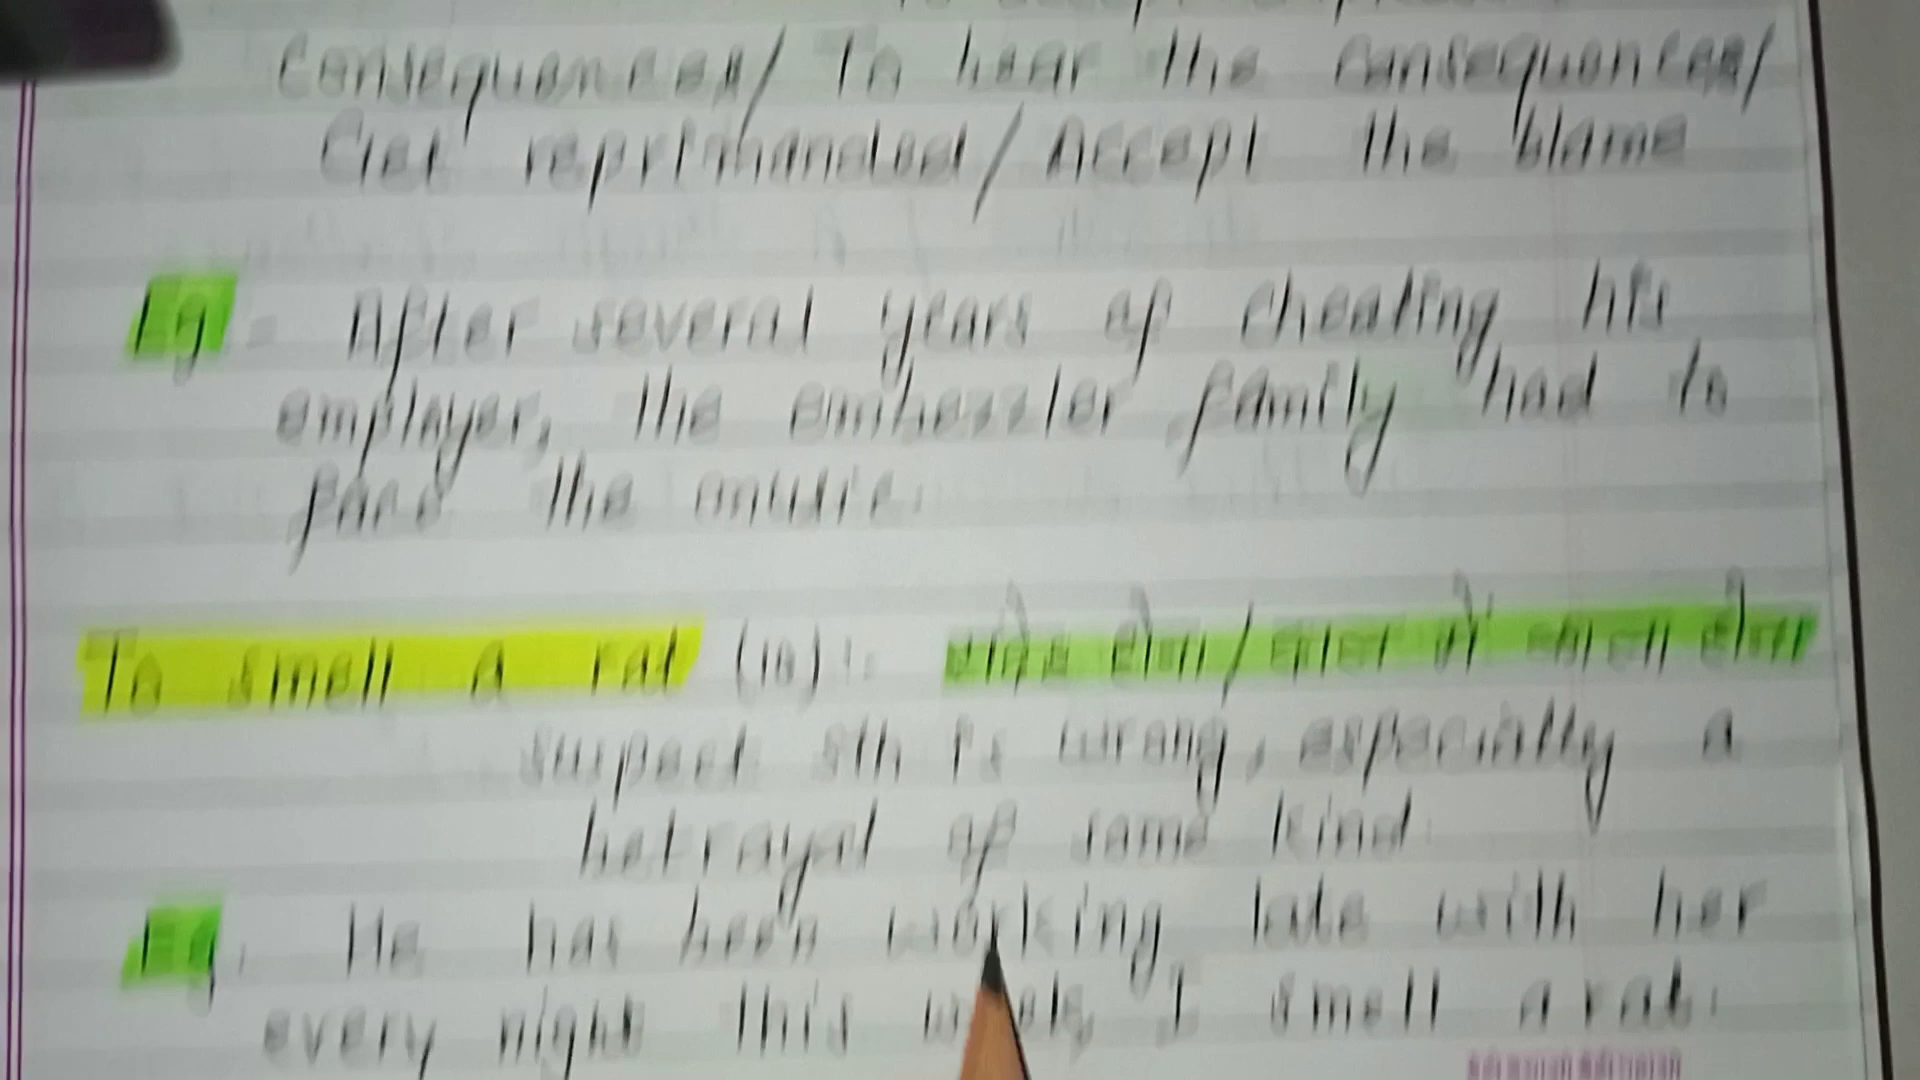 Consequences/ To bear the consequences/
Get reprimanded/ Accept the blame
Eg - After several years of cheating his
employer, the embezzler family had to
face the music.
To smell a rat (18):-
suspect sth is wrong, especially a
betrayal of some kind.
Eg. He has been working late with her
every night this week, I smell a rat.